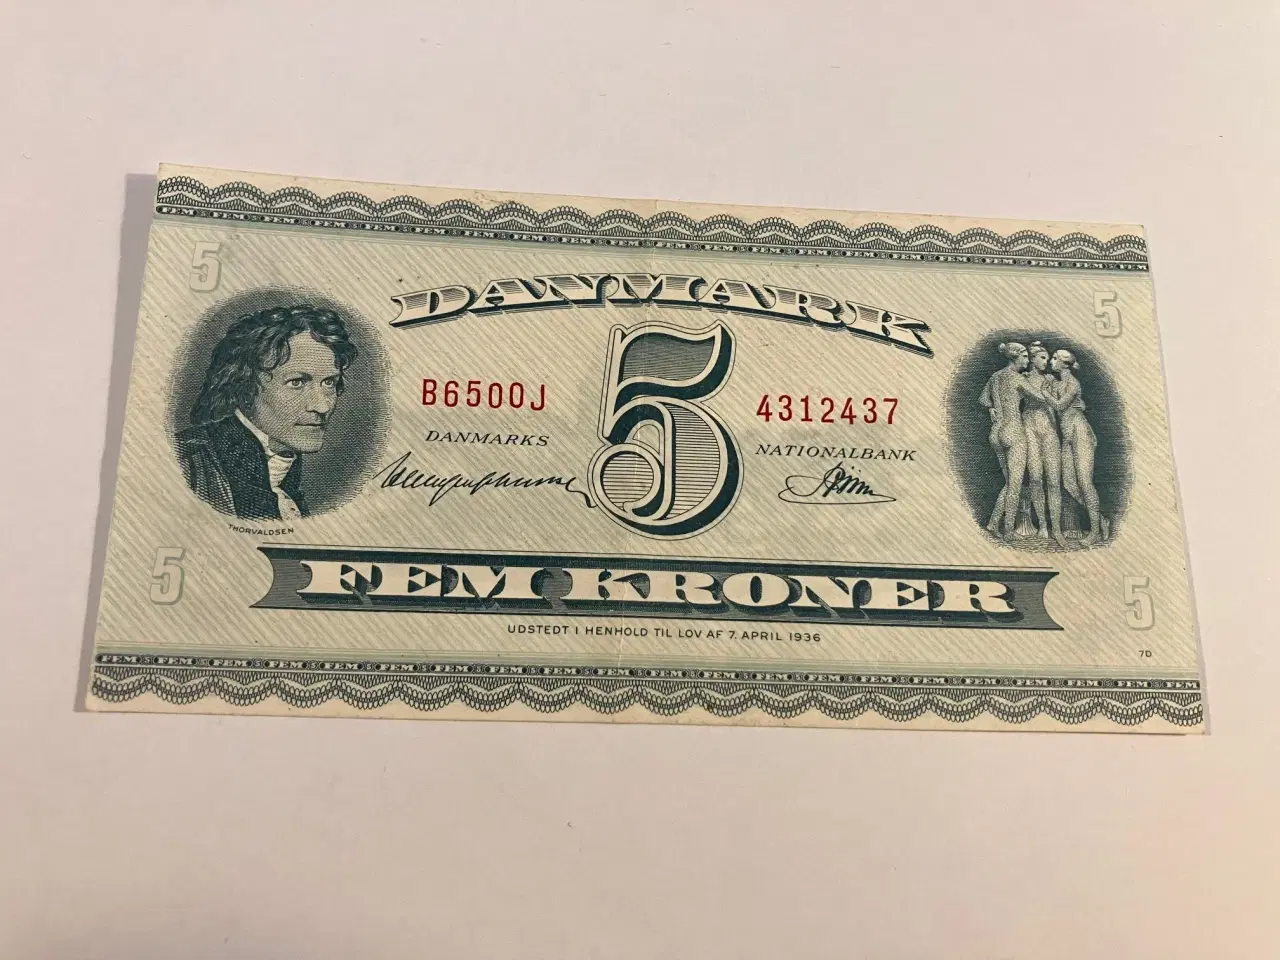 5
5
DANMARK
5
B6500J
4312437
DANMARKS
NATIONALBANK
THORVALDSEN
5
5
FEM KRONER
UDSTEDT I HENHOLD TIL LOV AF 7. APRIL 1936
7D